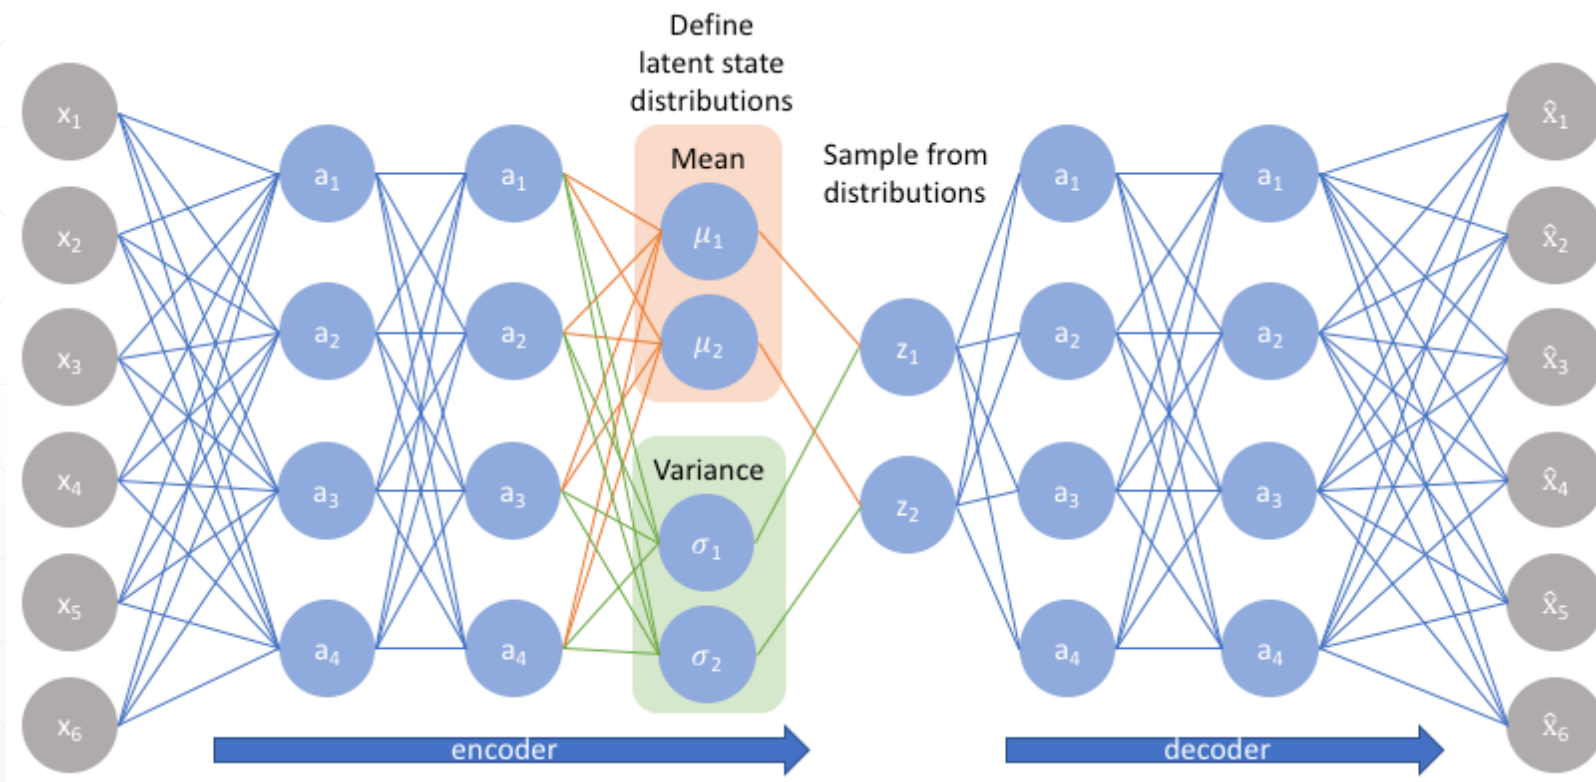 Define
latent state
distributions
Mean
Sample from
distributions
Variance
x₁
x₂
x₃
x₄
x₅
x₆
a₁
a₂
a₃
a₄
a₁
a₂
a₃
a₄
μ₁
μ₂
σ₁
σ₂
z₁
z₂
a₁
a₂
a₃
a₄
a₁
a₂
a₃
a₄
x̂₁
x̂₂
x̂₃
x̂₄
x̂₅
x̂₆
encoder
decoder